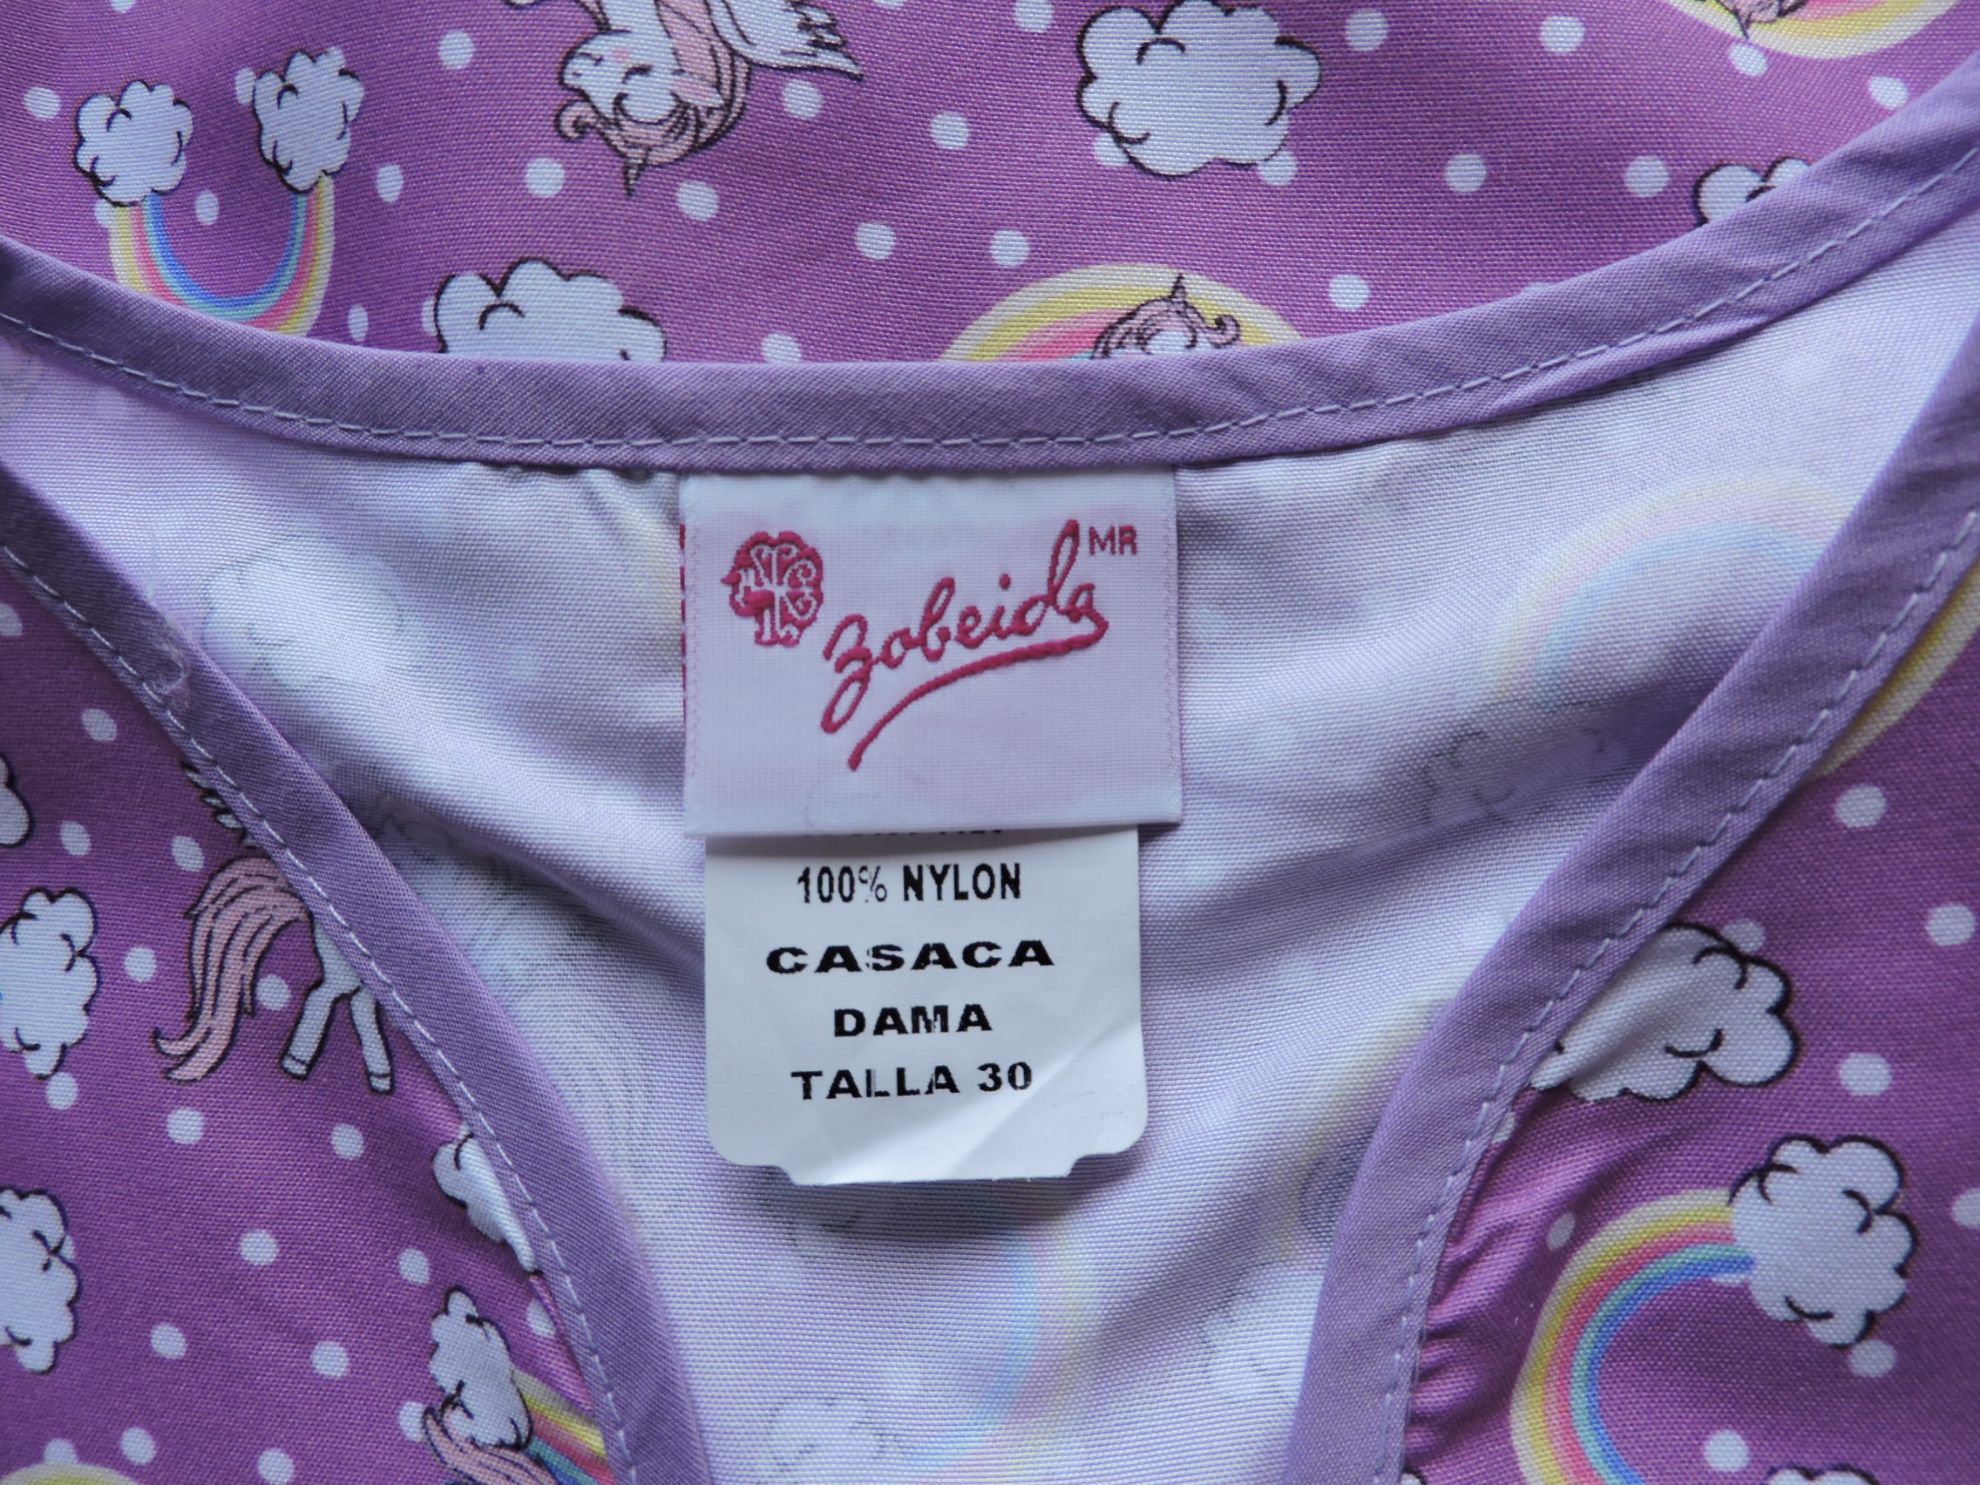 Zobeida MR
100% NYLON
CASACA
DAMA
TALLA 30